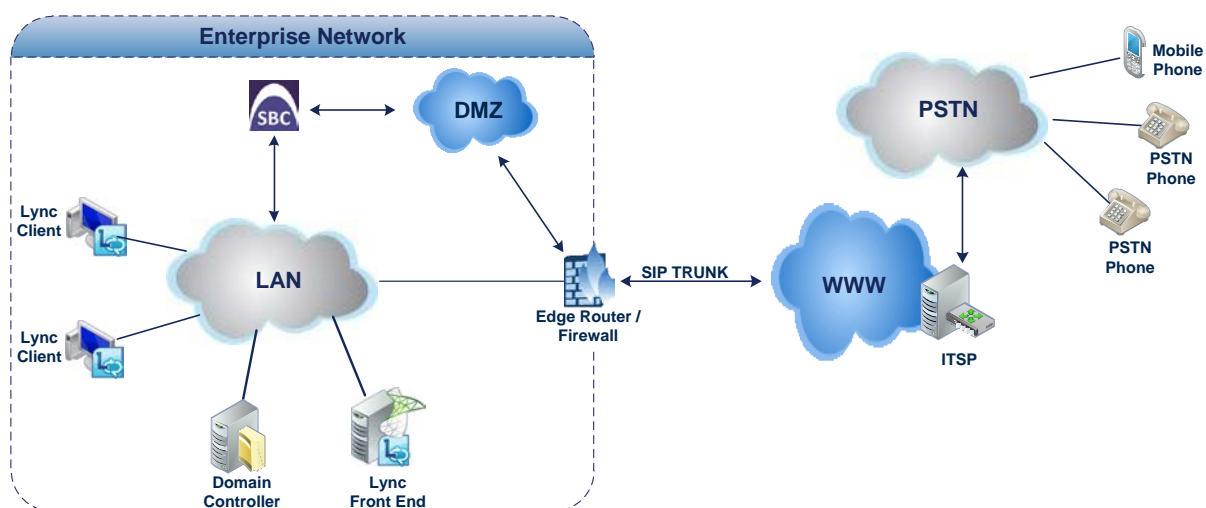 Enterprise Network
SBC
DMZ
PSTN
Mobile
Phone
PSTN
Phone
PSTN
Phone
Lync
Client
LAN
SIP TRUNK
WWW
Edge Router /
Firewall
ITSP
Lync
Client
Domain
Controller
Lync
Front End